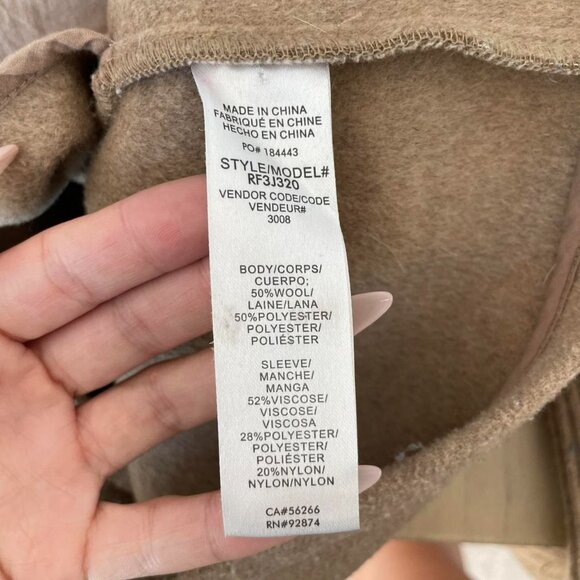 MADE IN CHINA
FABRIQUÉ EN CHINE
HECHO EN CHINA
PO# 184443
STYLE/MODEL#
RF3J320
VENDOR CODE/CODE
VENDEUR#
3008
BODY/CORPS/
CUERPO;
50%WOOL/
LAINE/LANA
50%POLYESTER/
POLYESTER/
POLIÉSTER
SLEEVE/
MANCHE/
MANGA
52%VISCOSE/
VISCOSE/
VISCOSA
28%POLYESTER/
POLYESTER/
POLIÉSTER
20%NYLON/
NYLON/NYLON
CA#56266
RN#92874